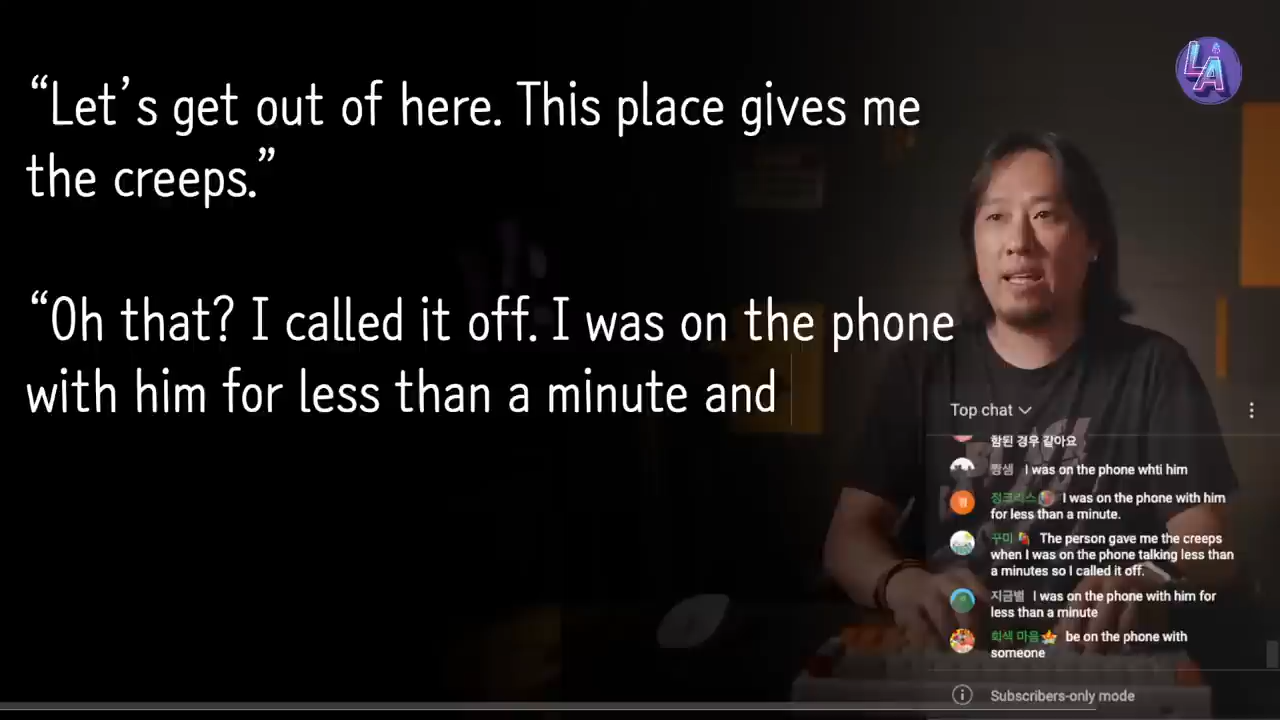 “Let’s get out of here. This place gives me
the creeps.”
“Oh that? I called it off. I was on the phone
with him for less than a minute and
LA
Top chat
함된 경우 같아요
짱샘 I was on the phone whti him
정크리스 I was on the phone with him
for less than a minute.
꾸미 The person gave me the creeps
when I was on the phone talking less than
a minutes so I called it off.
지금별 I was on the phone with him for
less than a minute
회색 마음 be on the phone with
someone
Subscribers-only mode